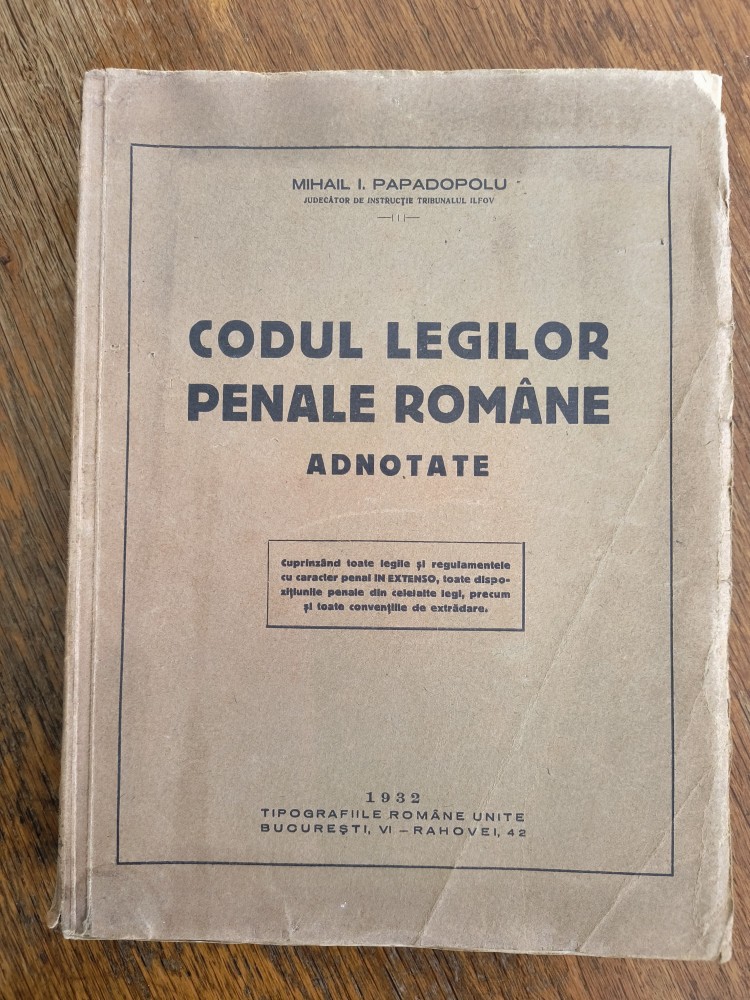 MIHAIL I. PAPADOPOLU
JUDECĂTOR DE INSTRUCȚIE TRIBUNALUL ILFOV
CODUL LEGILOR
PENALE ROMÂNE
ADNOTATE
Cuprinzând toate legile și regulamentele
cu caracter penal IN EXTENSO, toate dispo-
zițiunile penale din celelalte legi, precum
și toate convențiile de extrădare.
1932
TIPOGRAFIILE ROMÂNE UNITE
BUCUREȘTI, VI – RAHOVEI, 42